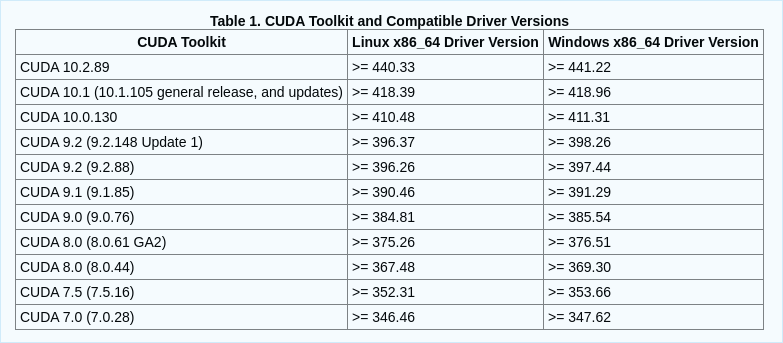 Table 1. CUDA Toolkit and Compatible Driver Versions
CUDA Toolkit Linux x86_64 Driver Version Windows x86_64 Driver Version
CUDA 10.2.89 >= 440.33 >= 441.22
CUDA 10.1 (10.1.105 general release, and updates) >= 418.39 >= 418.96
CUDA 10.0.130 >= 410.48 >= 411.31
CUDA 9.2 (9.2.148 Update 1) >= 396.37 >= 398.26
CUDA 9.2 (9.2.88) >= 396.26 >= 397.44
CUDA 9.1 (9.1.85) >= 390.46 >= 391.29
CUDA 9.0 (9.0.76) >= 384.81 >= 385.54
CUDA 8.0 (8.0.61 GA2) >= 375.26 >= 376.51
CUDA 8.0 (8.0.44) >= 367.48 >= 369.30
CUDA 7.5 (7.5.16) >= 352.31 >= 353.66
CUDA 7.0 (7.0.28) >= 346.46 >= 347.62